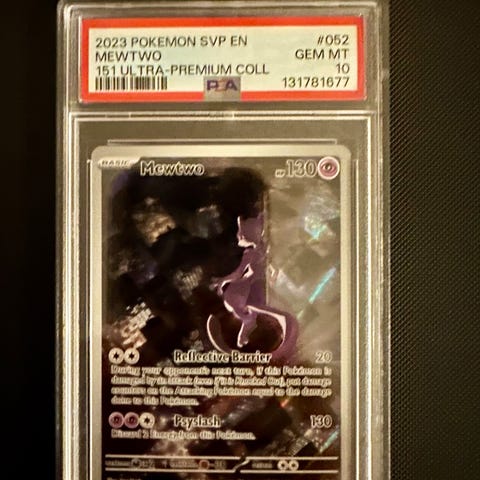 2023 POKEMON SVP EN #052
MEWTWO GEM MT
151 ULTRA-PREMIUM COLL 10
PSA 131781677
BASIC Mewtwo HP130
Reflective Barrier 20
During your opponent's next turn, if this Pokémon is
damaged by an attack (even if it is Knocked Out), put damage
counters on the Attacking Pokémon equal to the damage
done to this Pokémon.
Psyslash 130
Discard 2 Energy from this Pokémon.